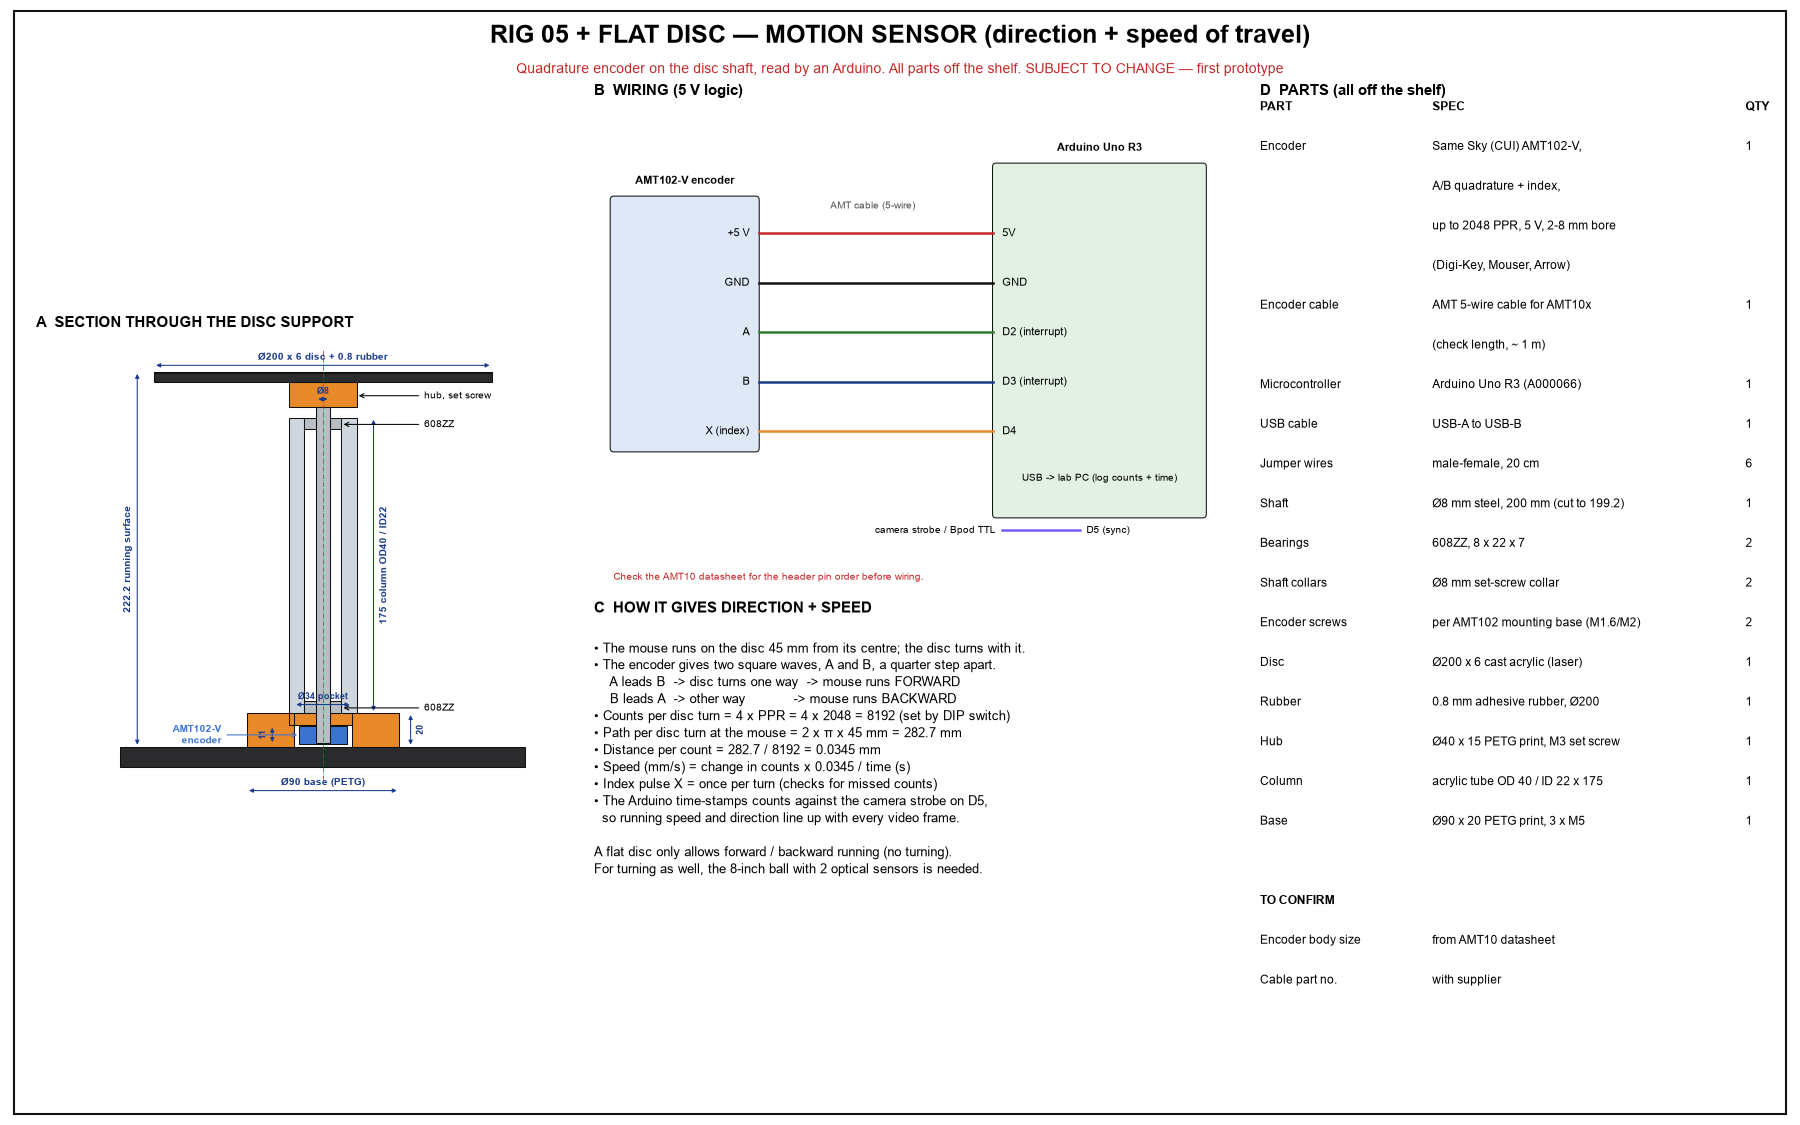 RIG 05 + FLAT DISC — MOTION SENSOR (direction + speed of travel)
Quadrature encoder on the disc shaft, read by an Arduino. All parts off the shelf. SUBJECT TO CHANGE — first prototype
A  SECTION THROUGH THE DISC SUPPORT
Ø200 x 6 disc + 0.8 rubber
Ø8
hub, set screw
608ZZ
222.2 running surface
175 column OD40 / ID22
Ø34 pocket
608ZZ
AMT102-V
encoder
11
20
Ø90 base (PETG)
B  WIRING (5 V logic)
Arduino Uno R3
AMT102-V encoder
AMT cable (5-wire)
+5 V
5V
GND
GND
A
D2 (interrupt)
B
D3 (interrupt)
X (index)
D4
USB -> lab PC (log counts + time)
camera strobe / Bpod TTL
D5 (sync)
Check the AMT10 datasheet for the header pin order before wiring.
C  HOW IT GIVES DIRECTION + SPEED
• The mouse runs on the disc 45 mm from its centre; the disc turns with it.
• The encoder gives two square waves, A and B, a quarter step apart.
A leads B  -> disc turns one way  -> mouse runs FORWARD
B leads A  -> other way  -> mouse runs BACKWARD
• Counts per disc turn = 4 x PPR = 4 x 2048 = 8192 (set by DIP switch)
• Path per disc turn at the mouse = 2 x π x 45 mm = 282.7 mm
• Distance per count = 282.7 / 8192 = 0.0345 mm
• Speed (mm/s) = change in counts x 0.0345 / time (s)
• Index pulse X = once per turn (checks for missed counts)
• The Arduino time-stamps counts against the camera strobe on D5,
so running speed and direction line up with every video frame.
A flat disc only allows forward / backward running (no turning).
For turning as well, the 8-inch ball with 2 optical sensors is needed.
D  PARTS (all off the shelf)
PART SPEC QTY
Encoder Same Sky (CUI) AMT102-V, 1
A/B quadrature + index,
up to 2048 PPR, 5 V, 2-8 mm bore
(Digi-Key, Mouser, Arrow)
Encoder cable AMT 5-wire cable for AMT10x 1
(check length, ~ 1 m)
Microcontroller Arduino Uno R3 (A000066) 1
USB cable USB-A to USB-B 1
Jumper wires male-female, 20 cm 6
Shaft Ø8 mm steel, 200 mm (cut to 199.2) 1
Bearings 608ZZ, 8 x 22 x 7 2
Shaft collars Ø8 mm set-screw collar 2
Encoder screws per AMT102 mounting base (M1.6/M2) 2
Disc Ø200 x 6 cast acrylic (laser) 1
Rubber 0.8 mm adhesive rubber, Ø200 1
Hub Ø40 x 15 PETG print, M3 set screw 1
Column acrylic tube OD 40 / ID 22 x 175 1
Base Ø90 x 20 PETG print, 3 x M5 1
TO CONFIRM
Encoder body size from AMT10 datasheet
Cable part no. with supplier